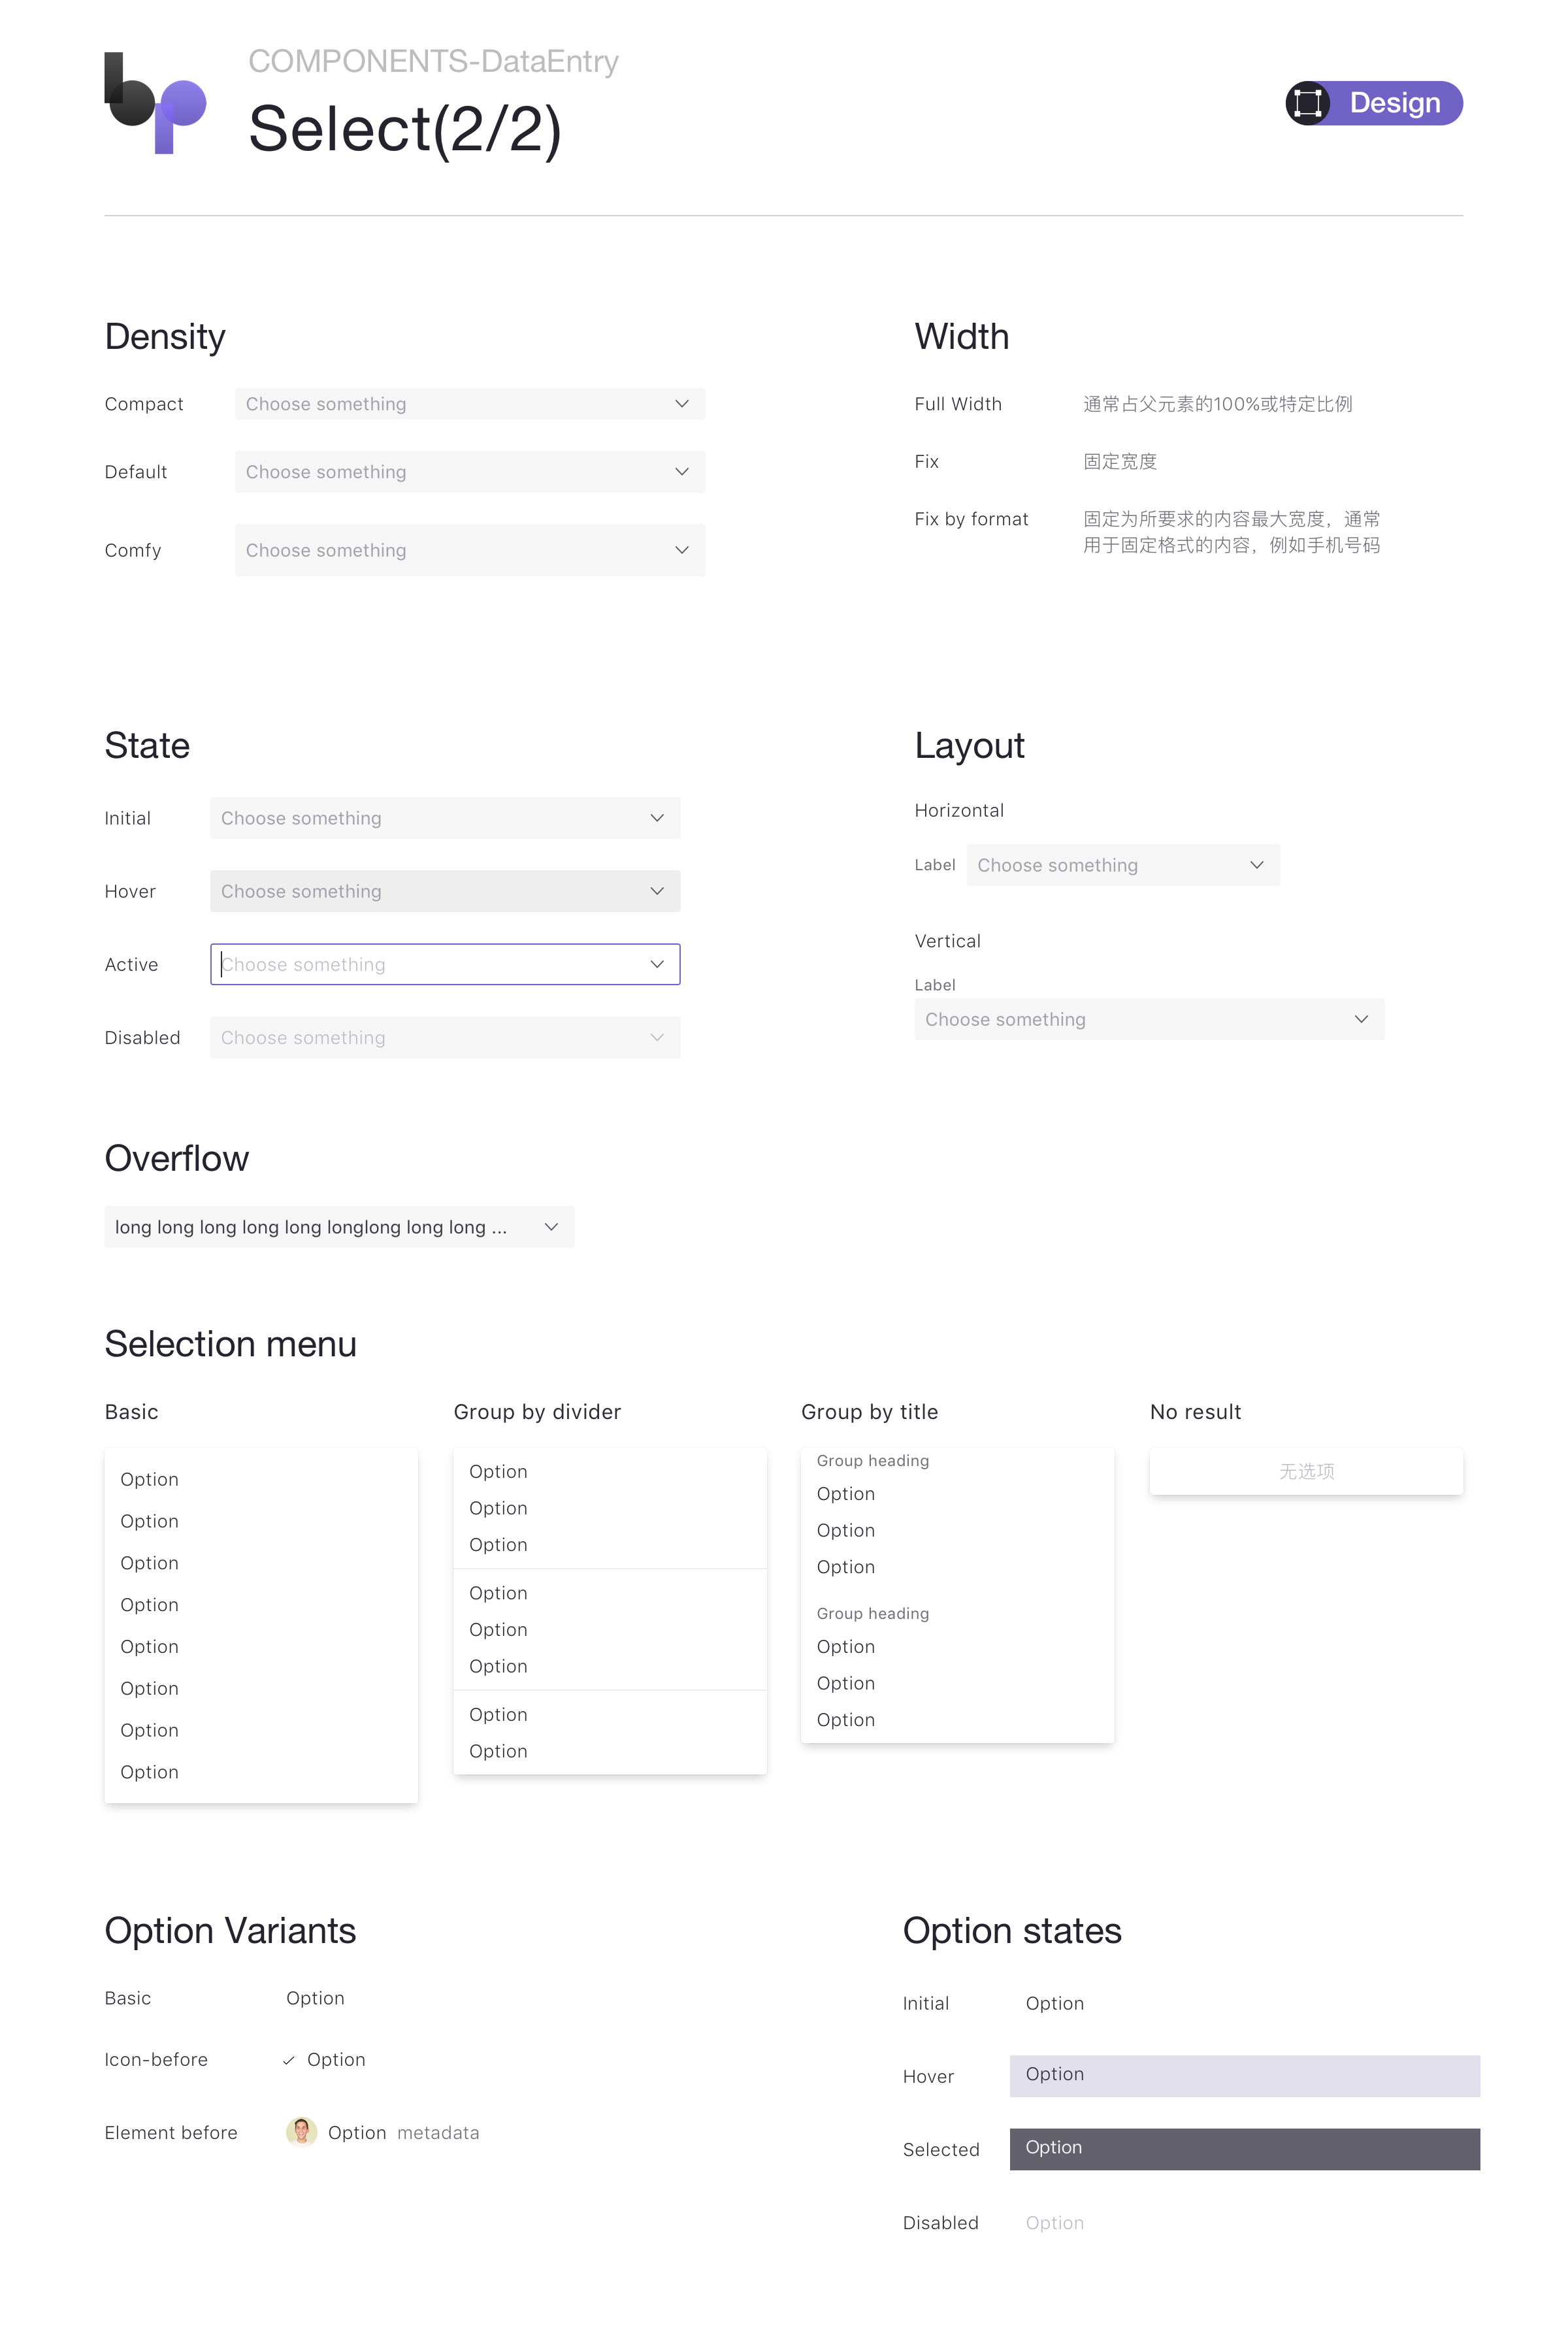 bp
COMPONENTS-DataEntry
Select(2/2)
Design
Density
Compact
Choose something
Default
Choose something
Comfy
Choose something
Width
Full Width
通常占父元素的100%或特定比例
Fix
固定宽度
Fix by format
固定为所要求的内容最大宽度，通常
用于固定格式的内容，例如手机号码
State
Initial
Choose something
Hover
Choose something
Active
Choose something
Disabled
Choose something
Layout
Horizontal
Label
Choose something
Vertical
Label
Choose something
Overflow
long long long long long longlong long long ...
Selection menu
Basic
Option
Option
Option
Option
Option
Option
Option
Option
Group by divider
Option
Option
Option
Option
Option
Option
Option
Option
Group by title
Group heading
Option
Option
Option
Group heading
Option
Option
Option
No result
无选项
Option Variants
Basic
Option
Icon-before
Option
Element before
Option metadata
Option states
Initial
Option
Hover
Option
Selected
Option
Disabled
Option